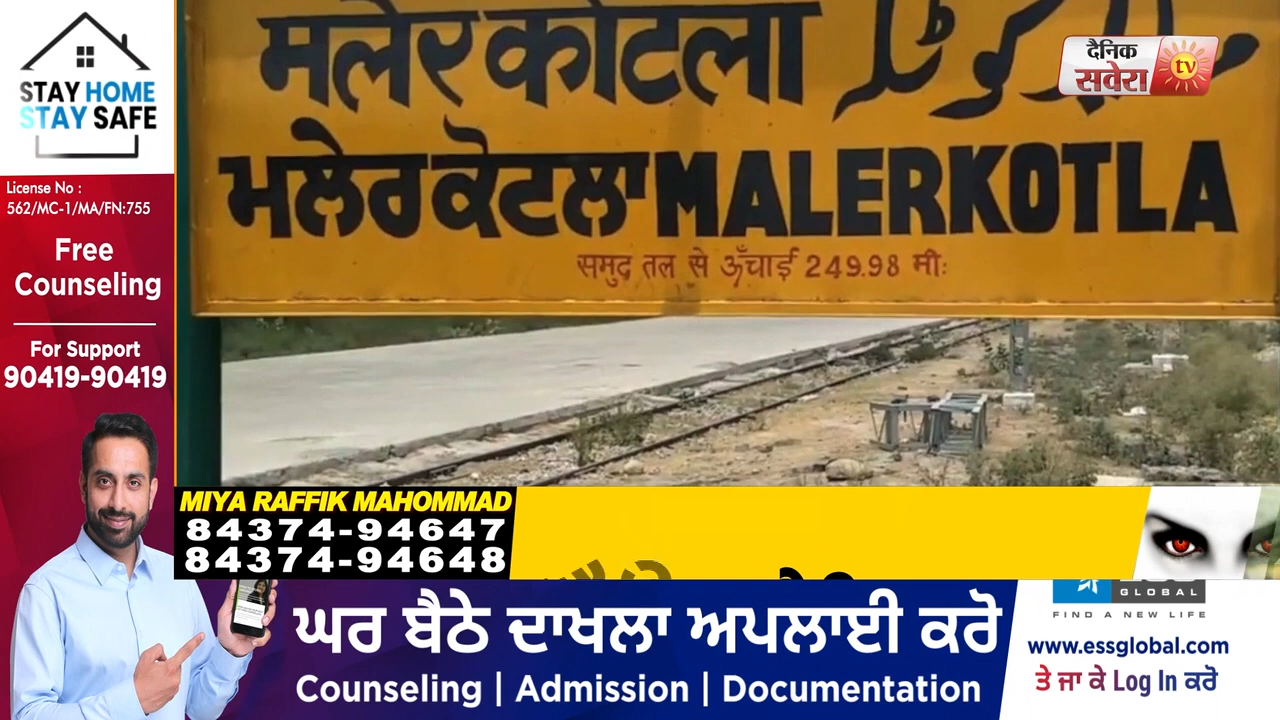 STAY HOME
STAY SAFE
License No :
562/MC-1/MA/FN:755
Free
Counseling
For Support
90419-90419
मलेरकोटला
दैनिक
सवेरा tv
ਮਲੇਰਕੋਟਲਾ MALERKOTLA
समुद्र तल से ऊँचाई 249.98 मीः
MIYA RAFFIK MAHOMMAD
84374-94647
84374-94648
ਘਰ ਬੈਠੇ ਦਾਖਲਾ ਅਪਲਾਈ ਕਰੋ
Counseling | Admission | Documentation
GLOBAL
FIND A NEW LIFE
www.essglobal.com
ਤੇ ਜਾ ਕੇ Log In ਕਰੋ